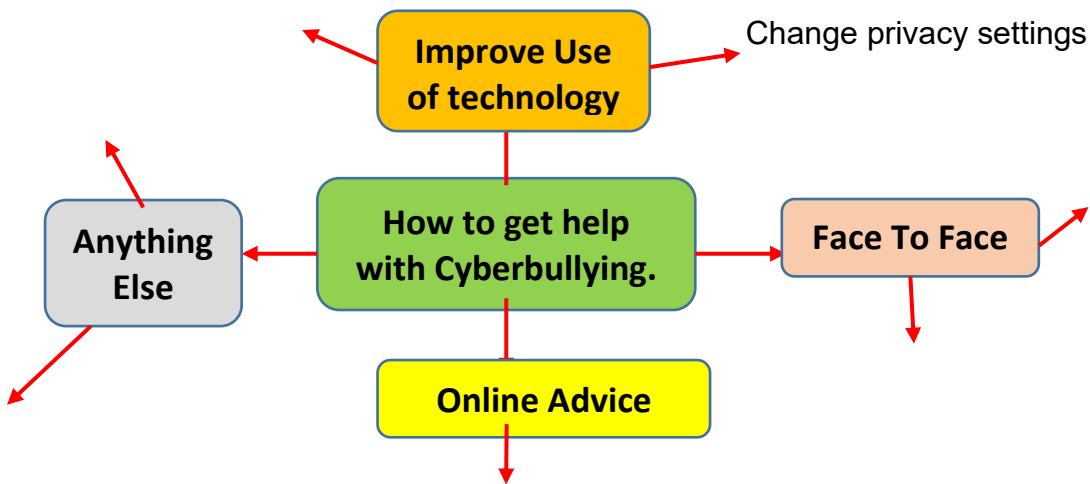 Improve Use
of technology
Change privacy settings
How to get help
with Cyberbullying.
Anything
Else
Face To Face
Online Advice